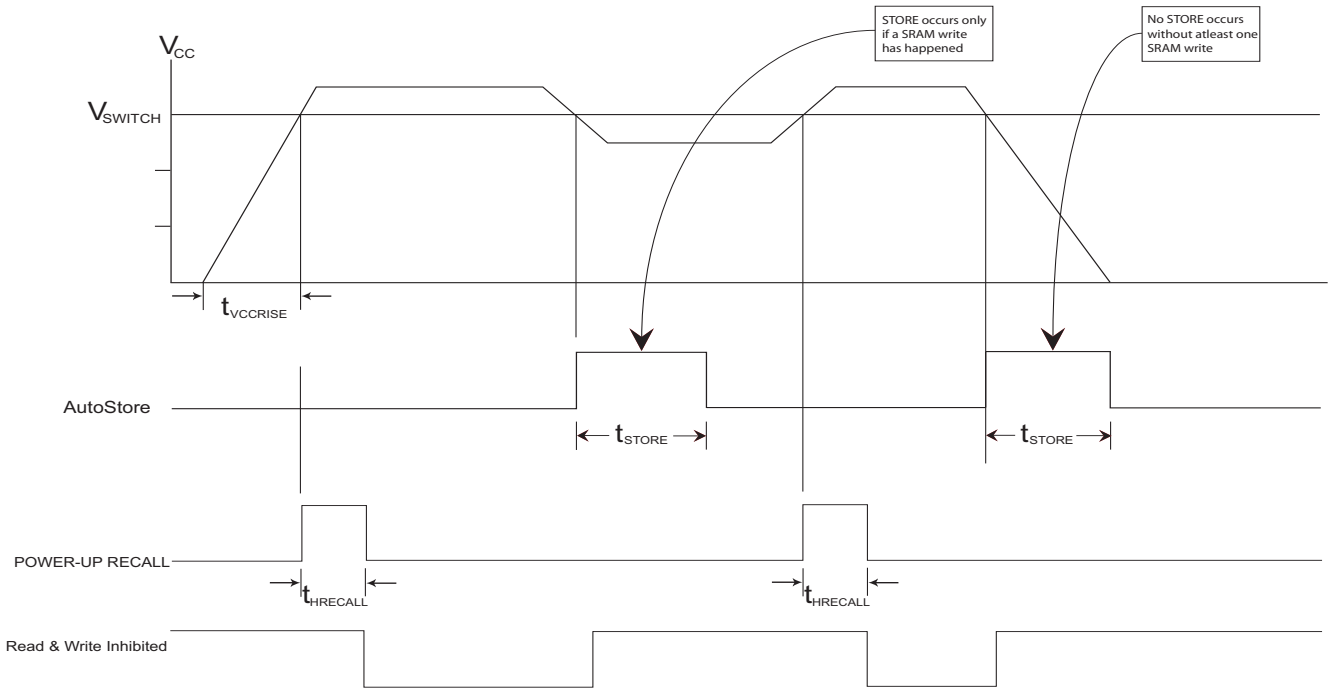 STORE occurs only
if a SRAM write
has happened
No STORE occurs
without atleast one
SRAM write
VCC
VSWITCH
tVCCRISE
AutoStore
tSTORE
tSTORE
POWER-UP RECALL
tHRECALL
tHRECALL
Read & Write Inhibited